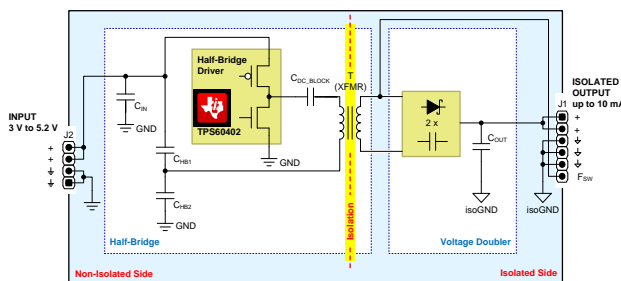 Half-Bridge
Driver
TPS60402
C_DC_BLOCK
T
(XFMR)
C_IN
GND
GND
C_HB1
C_HB2
GND
INPUT
3 V to 5.2 V
J2
+
+
2 x
C_OUT
isoGND
isoGND
ISOLATED
OUTPUT
up to 10 mA
J1
+
+
F_SW
Isolation
Half-Bridge
Voltage Doubler
Non-Isolated Side
Isolated Side